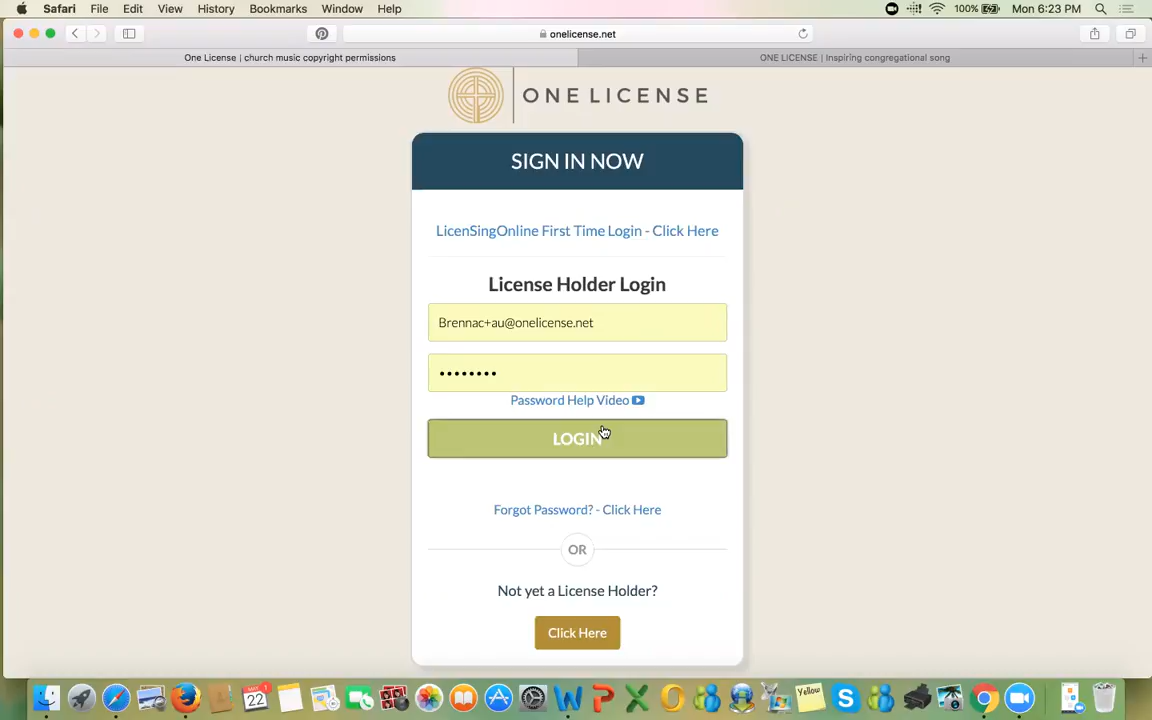 Safari File Edit View History Bookmarks Window Help 100% Mon 6:23 PM
onelicense.net
One License | church music copyright permissions
ONE LICENSE | Inspiring congregational song
ONE LICENSE
SIGN IN NOW
LicenSingOnline First Time Login - Click Here
License Holder Login
Brennac+au@onelicense.net
Password Help Video
LOGIN
Forgot Password? - Click Here
OR
Not yet a License Holder?
Click Here
22
Yellow